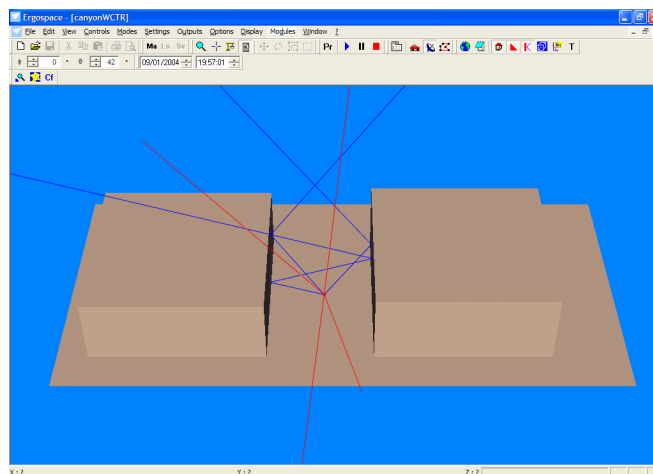 Ergospace - [canyonWCTR]
File Edit View Controls Modes Settings Outputs Options Display Modules Window ?
Ma Le Sv Pr T
φ 0 ° θ 42 ° 09/01/2004 19:57:01
Cf
X : ? Y : ? Z : ?